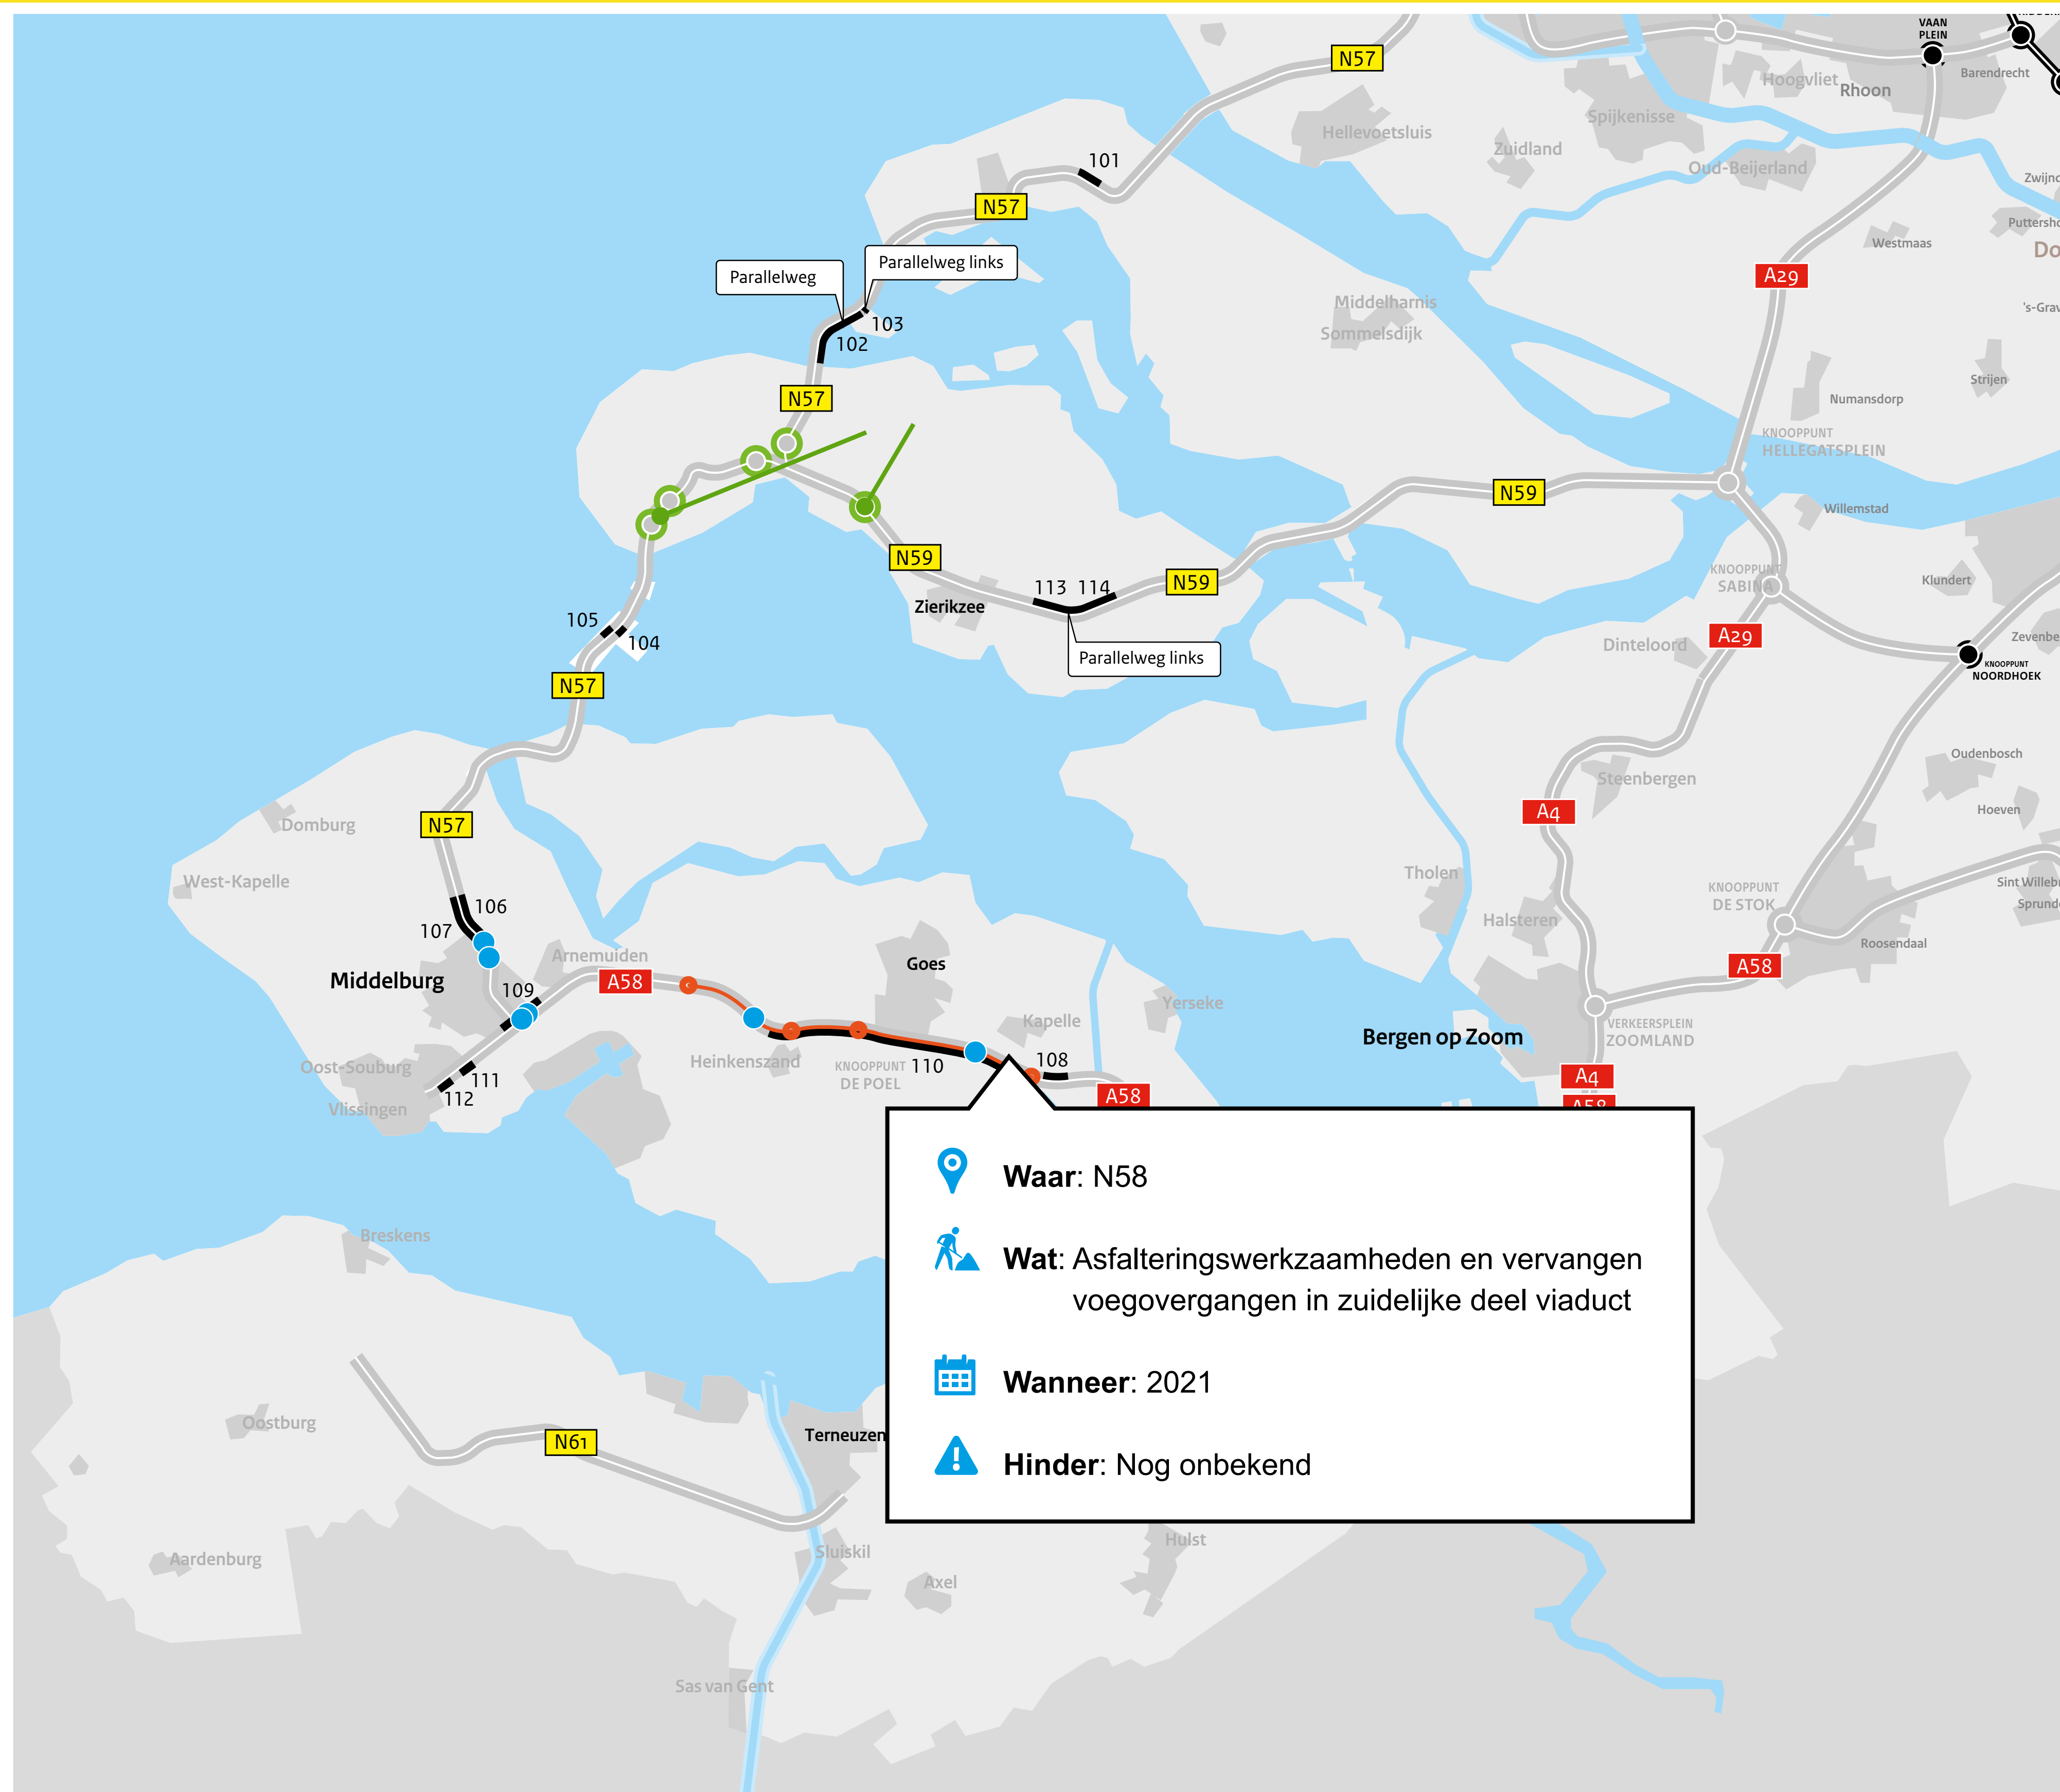 VAAN
PLEIN
N57
Barendrecht
Hoogvliet
Rhoon
Hellevoetsluis
Spijkenisse
Zuidland
101
Oud-Beijerland
N57
Puttersho
Westmaas
Do
Parallelweg links
Parallelweg
A29
Middelharnis
's-Grav
103
Sommelsdijk
102
Strijen
N57
Numansdorp
KNOOPPUNT
HELLEGATSPLEIN
N59
Willemstad
N59
KNOOPPUNT
SABINA
Klundert
113 114
N59
Zierikzee
105
104
A29
Dinteloord
Zevenbe
Parallelweg links
KNOOPPUNT
NOORDHOEK
N57
Oudenbosch
Steenbergen
A4
Hoeven
N57
Domburg
Tholen
West-Kapelle
KNOOPPUNT
DE STOK
Sint Willebr
Sprunde
106
Halsteren
107
Roosendaal
Arnemuiden
Goes
A58
Middelburg
A58
109
Yerseke
Kapelle
VERKEERSPLEIN
ZOOMLAND
Bergen op Zoom
Heinkenszand
KNOOPPUNT
DE POEL
110
108
Oost-Souburg
111
112
A4
A58
A58
Vlissingen
Waar: N58
Breskens
Wat: Asfalteringswerkzaamheden en vervangen
voegovergangen in zuidelijke deel viaduct
Wanneer: 2021
Oostburg
Terneuzen
N61
Hinder: Nog onbekend
Hulst
Sluiskil
Aardenburg
Axel
Sas van Gent